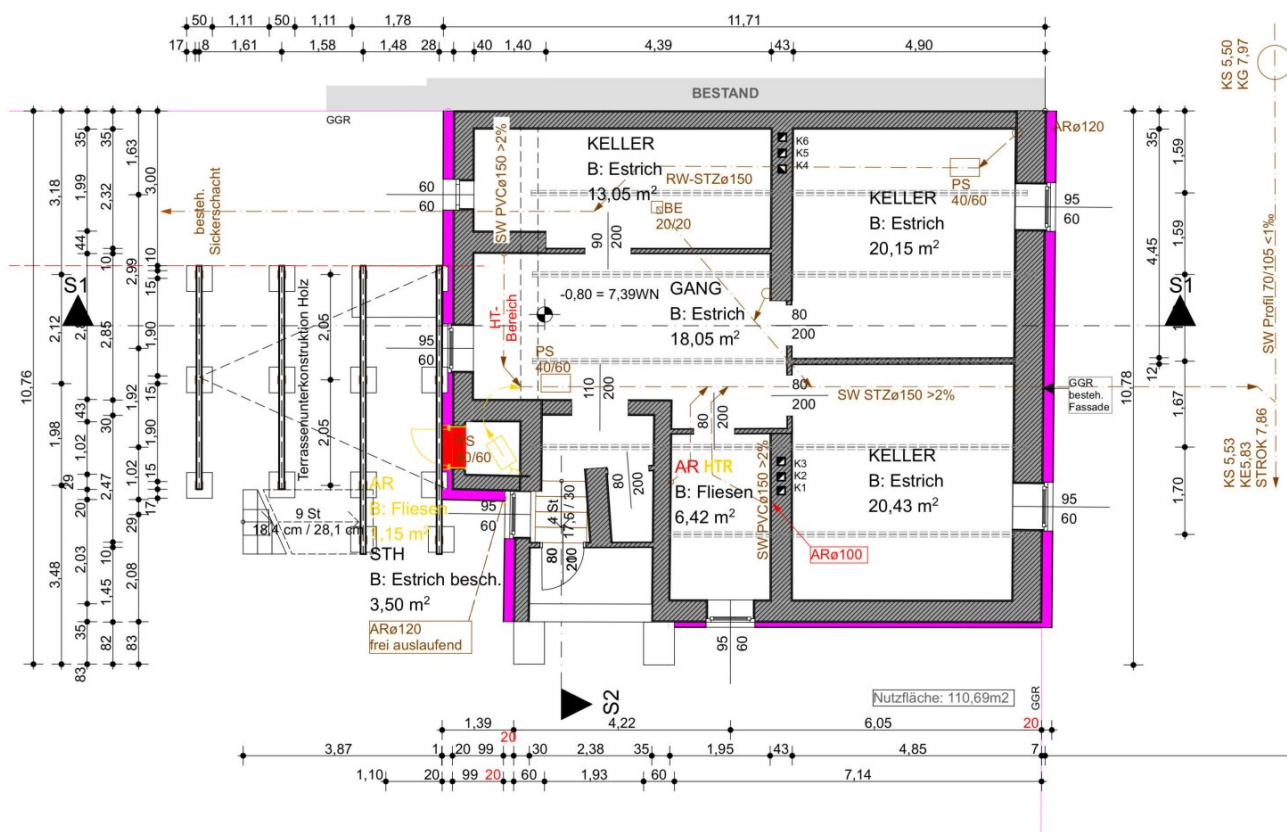 50 1,11 50 1,11 1,78 11,71
17 8 1,61 1,58 1,48 28 40 1,40 4,39 43 4,90
KS 5,50
KG 7,97
BESTAND
GGR
ARø120
KELLER
B: Estrich
13,05 m²
RW-STZø150
SW PVCø150 >2%
K6
K5
K4
PS
40/60
KELLER
B: Estrich
20,15 m²
BE
20/20
60
60
95
60
besteh.
Sickerschacht
90
200
S1
S1
-0,80 = 7,39WN
GANG
B: Estrich
18,05 m²
HT-
Bereich
80
200
95
60
Terrassenunterkonstruktion Holz
2,05
2,05
PS
40/60
110
200
80
200
80
200
SW STZø150 >2%
GGR
besteh.
Fassade
SW Profil 70/105 <1‰
KS 5,53
KE5,83
STROK 7,86
40/60
AR
B: Fliesen
1,15 m²
STH
B: Estrich besch.
3,50 m²
9 St
18,4 cm / 28,1 cm
95
60
4 St
17,5 / 30
80
200
80
AR HTR
B: Fliesen
6,42 m²
SW PVCø150 >2%
K3
K2
K1
KELLER
B: Estrich
20,43 m²
95
60
ARø100
ARø120
frei auslaufend
95
60
S2
Nutzfläche: 110,69m2
GGR
10,76
3,18 2,12 1,98 29 3,48
35 1,99 44 43 1,02 20 2,03 35 83
35 2,32 10 2,85 30 2,47 10 1,45 82
1,63 2,99 1,92 1,02 29 2,08 83
3,00 10 15 1,90 15 1,90 15 17
35 4,45 12
1,59 1,59 1,67 1,70
10,78
1,39 4,22 6,05 20
20
3,87 1 20 99 30 2,38 35 1,95 43 4,85 7
1,10 20 99 20 60 1,93 60 7,14